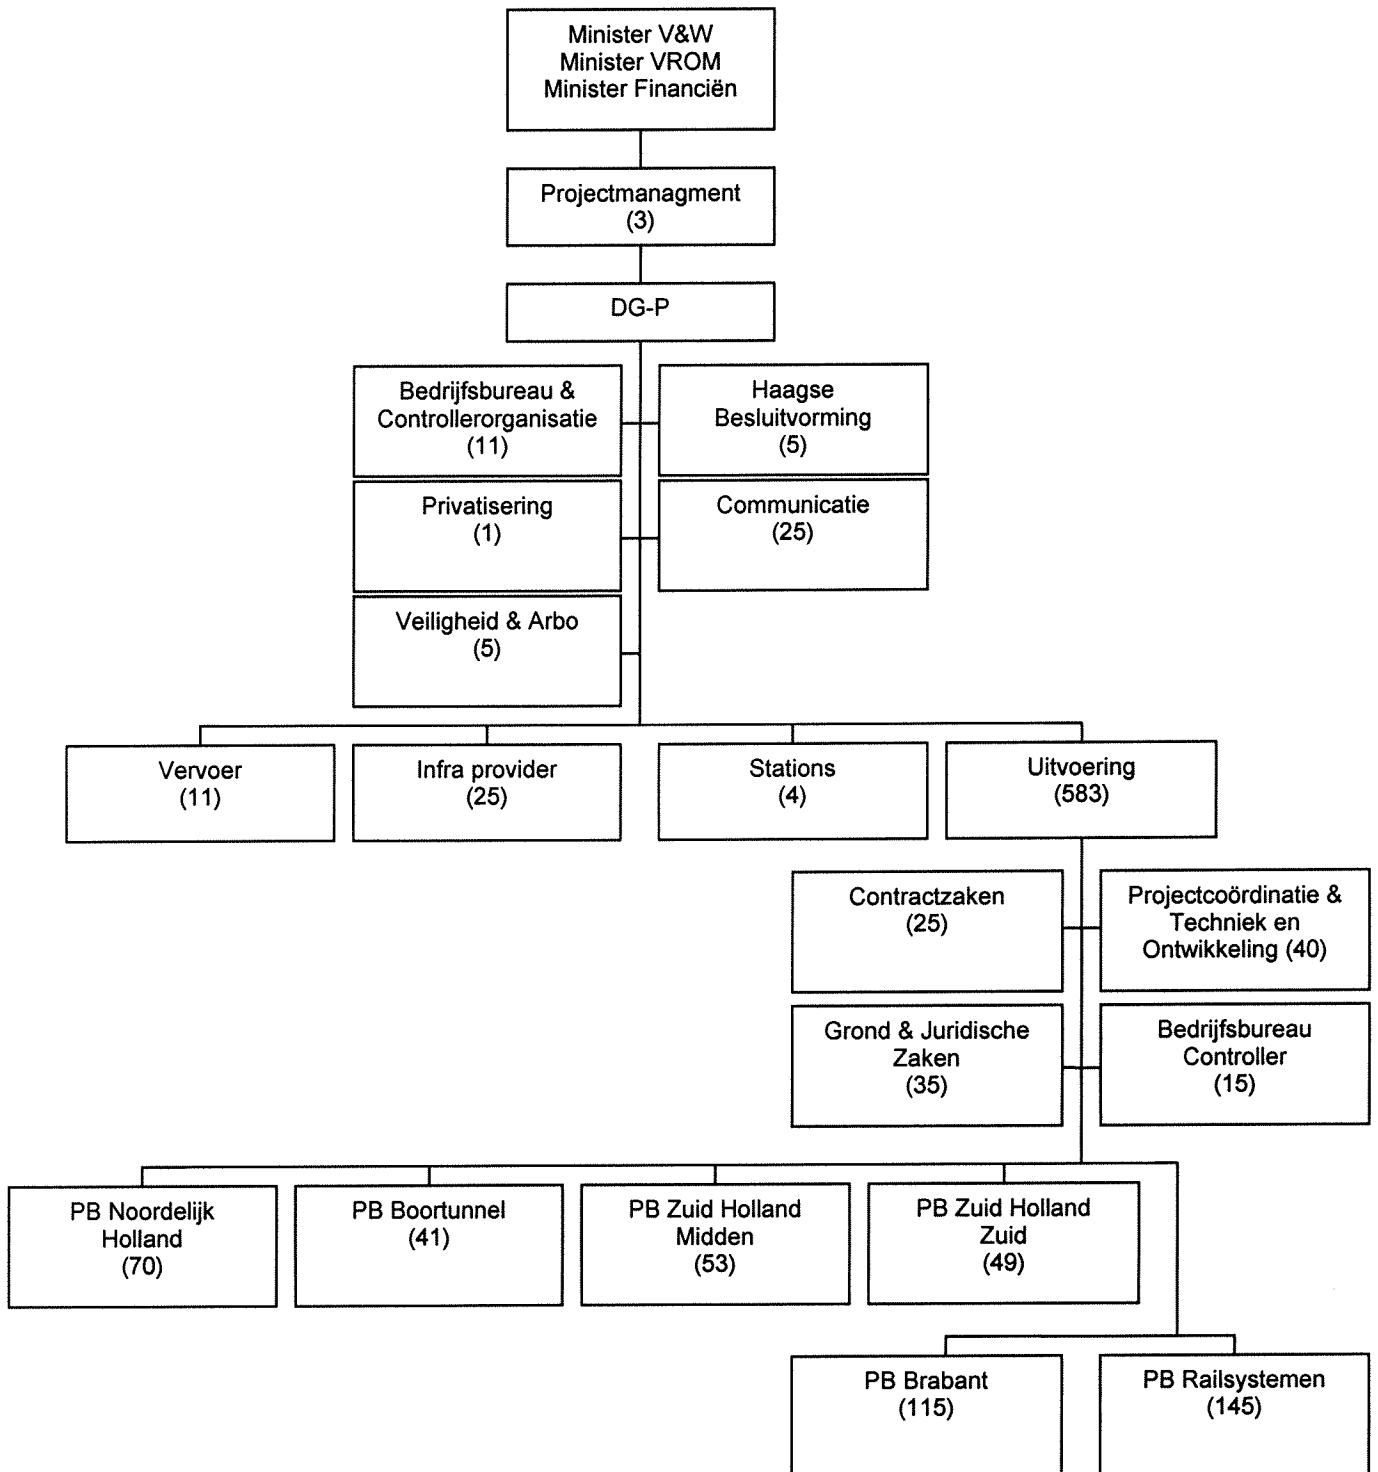 Minister V&W
Minister VROM
Minister Financiën
Projectmanagment
(3)
DG-P
Bedrijfsbureau &
Controllerorganisatie
(11)
Haagse
Besluitvorming
(5)
Privatisering
(1)
Communicatie
(25)
Veiligheid & Arbo
(5)
Vervoer
(11)
Infra provider
(25)
Stations
(4)
Uitvoering
(583)
Contractzaken
(25)
Projectcoördinatie &
Techniek en
Ontwikkeling (40)
Grond & Juridische
Zaken
(35)
Bedrijfsbureau
Controller
(15)
PB Noordelijk
Holland
(70)
PB Boortunnel
(41)
PB Zuid Holland
Midden
(53)
PB Zuid Holland
Zuid
(49)
PB Brabant
(115)
PB Railsystemen
(145)